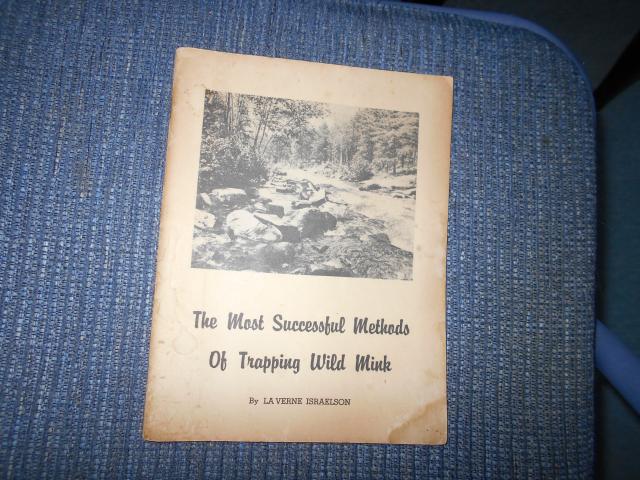 The Most Successful Methods
Of Trapping Wild Mink
By LA VERNE ISRAELSON